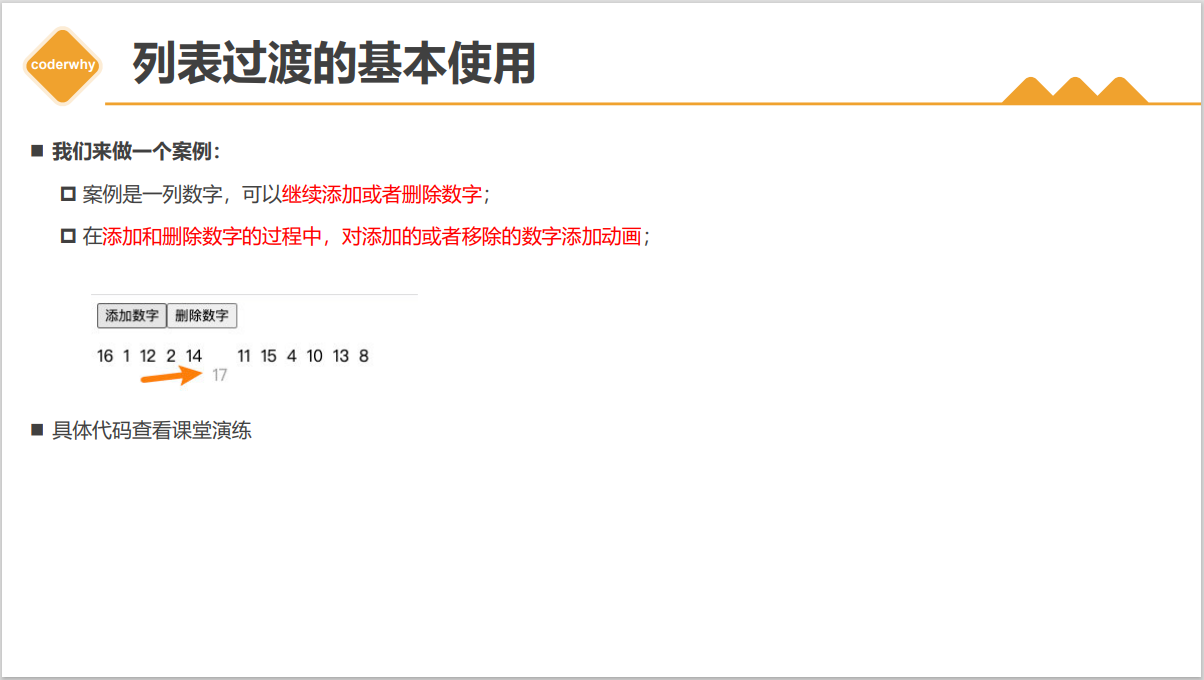 coderwhy
列表过渡的基本使用
我们来做一个案例：
案例是一列数字，可以继续添加或者删除数字；
在添加和删除数字的过程中，对添加的或者移除的数字添加动画；
添加数字 删除数字
16 1 12 2 14 11 15 4 10 13 8
17
具体代码查看课堂演练